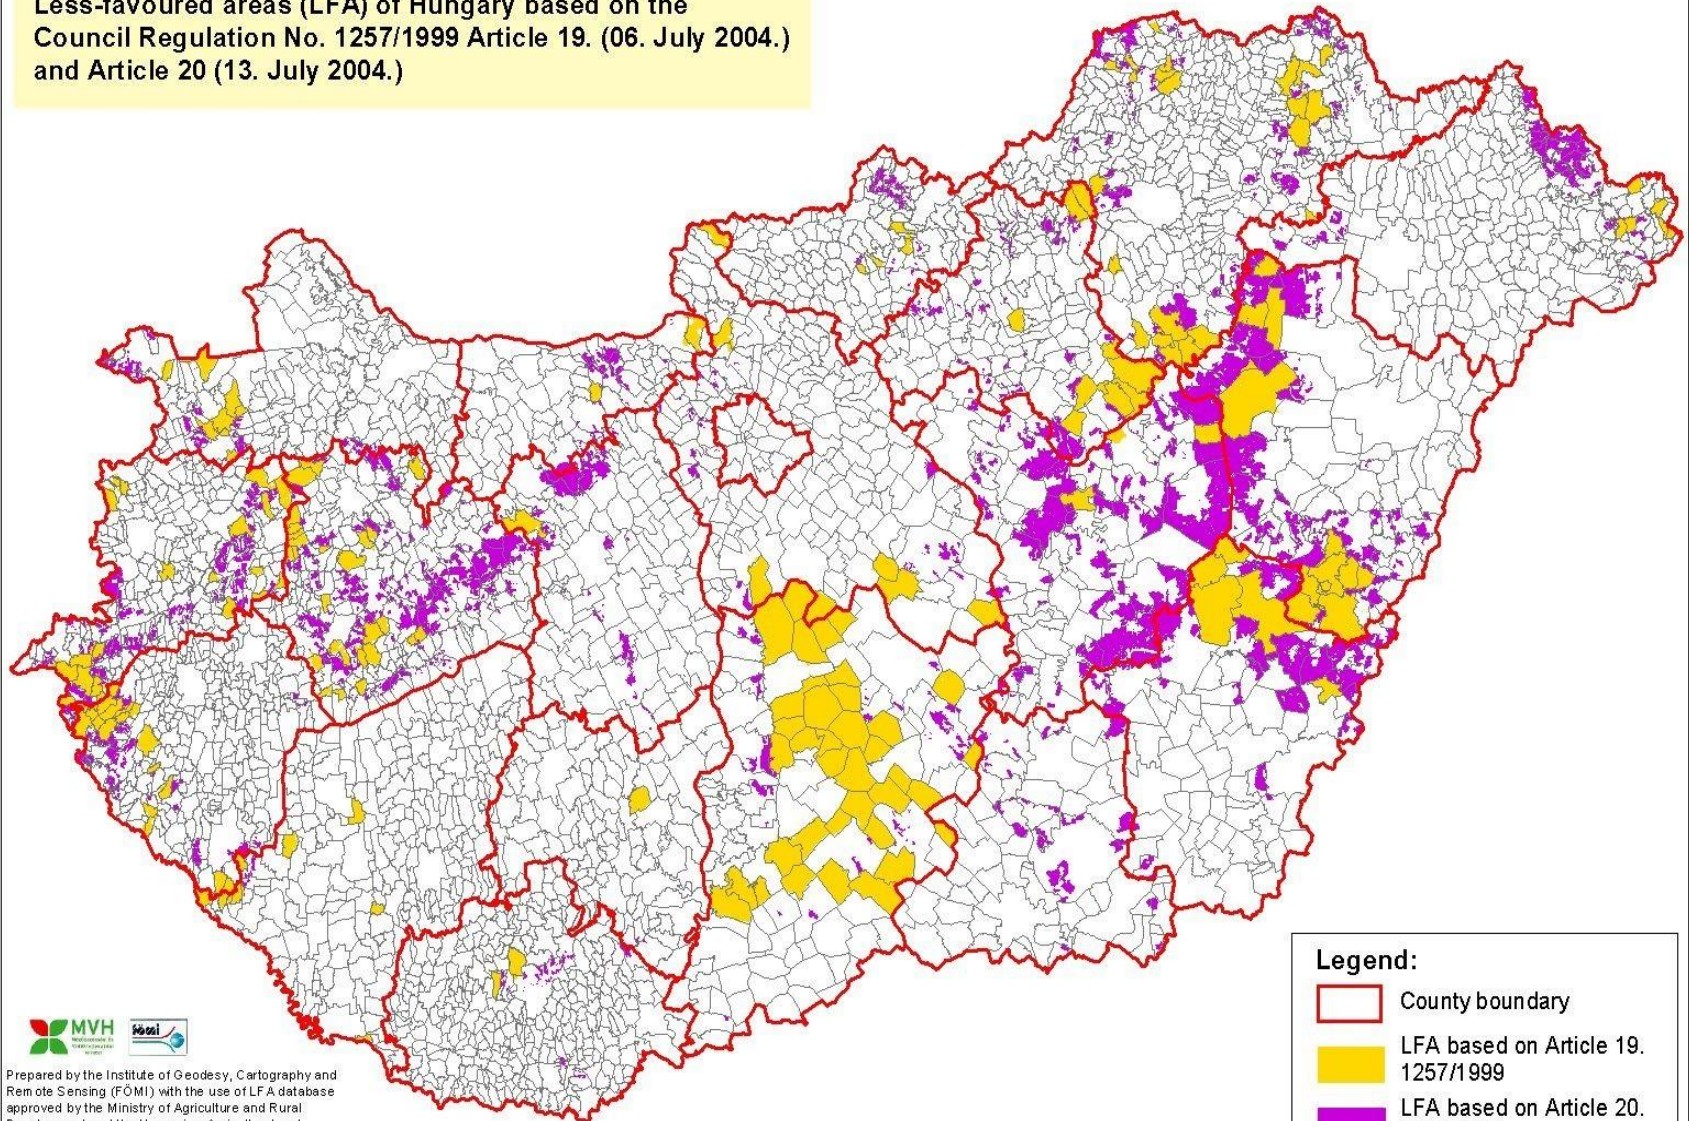 Less-favoured areas (LFA) of Hungary based on the
Council Regulation No. 1257/1999 Article 19. (06. July 2004.)
and Article 20 (13. July 2004.)
Legend:
County boundary
LFA based on Article 19.
1257/1999
LFA based on Article 20.
MVH
fömi
Prepared by the Institute of Geodesy, Cartography and
Remote Sensing (FÖMI) with the use of LFA database
approved by the Ministry of Agriculture and Rural